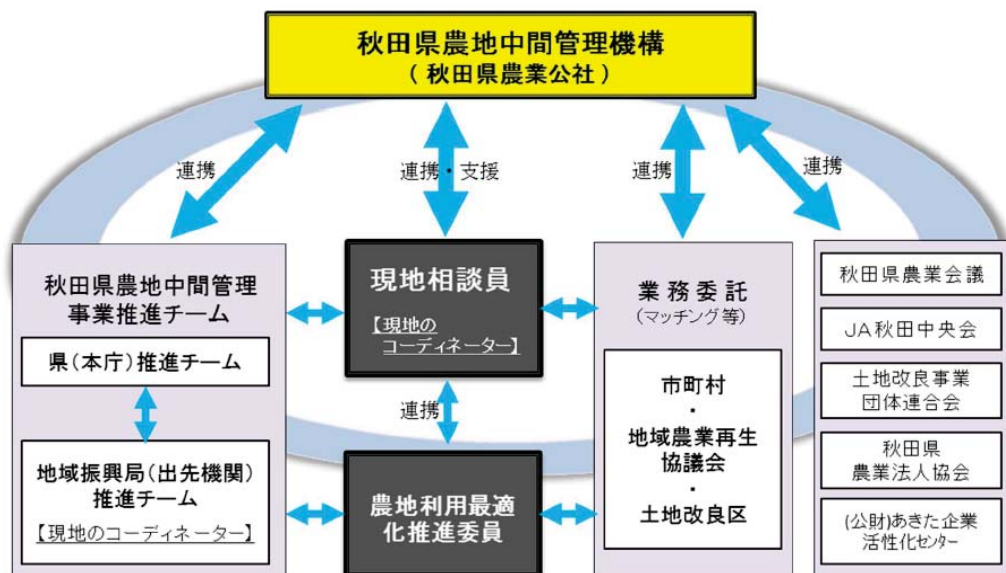 秋田県農地中間管理機構
(秋田県農業公社)
連携
連携・支援
連携
連携
秋田県農地中間管理
事業推進チーム
県(本庁)推進チーム
地域振興局(出先機関)
推進チーム
【現地のコーディネーター】
現地相談員
【現地の
コーディネーター】
連携
農地利用最適
化推進委員
業務委託
(マッチング等)
市町村
・
地域農業再生
協議会
・
土地改良区
秋田県農業会議
JA秋田中央会
土地改良事業
団体連合会
秋田県
農業法人協会
(公財)あきた企業
活性化センター